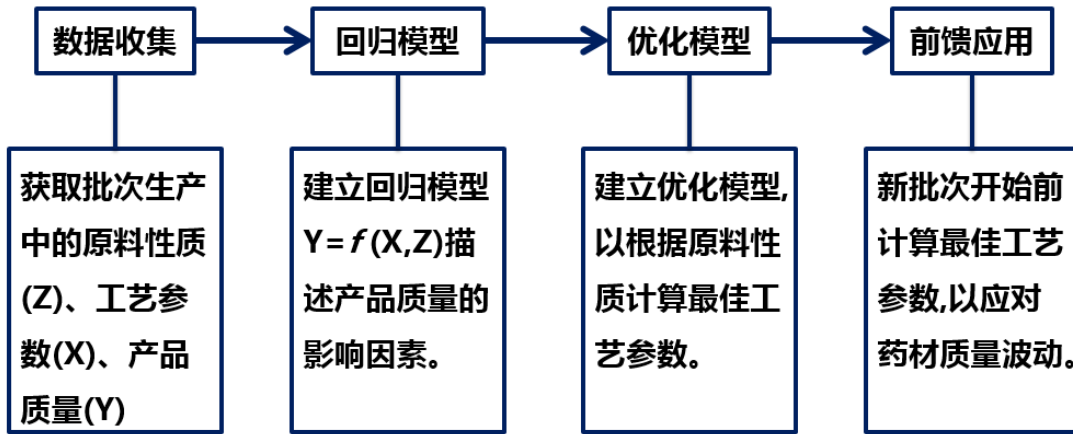 数据收集
回归模型
优化模型
前馈应用
获取批次生产
中的原料性质
(Z)、工艺参
数(X)、产品
质量(Y)
建立回归模型
Y=f(X,Z)描
述产品质量的
影响因素。
建立优化模型,
以根据原料性
质计算最佳工
艺参数。
新批次开始前
计算最佳工艺
参数,以应对
药材质量波动。